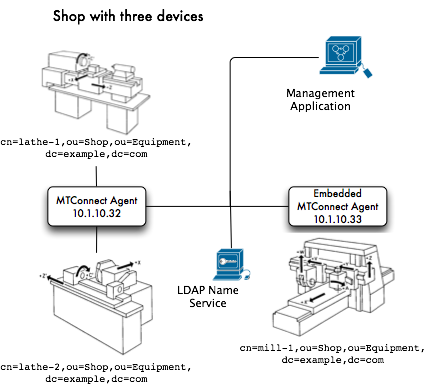 Shop with three devices
Management
Application
cn=lathe-1,ou=Shop,ou=Equipment,
dc=example,dc=com
MTConnect Agent
10.1.10.32
Embedded
MTConnect Agent
10.1.10.33
LDAP Name
Service
cn=mill-1,ou=Shop,ou=Equipment,
dc=example,dc=com
cn=lathe-2,ou=Shop,ou=Equipment,
dc=example,dc=com